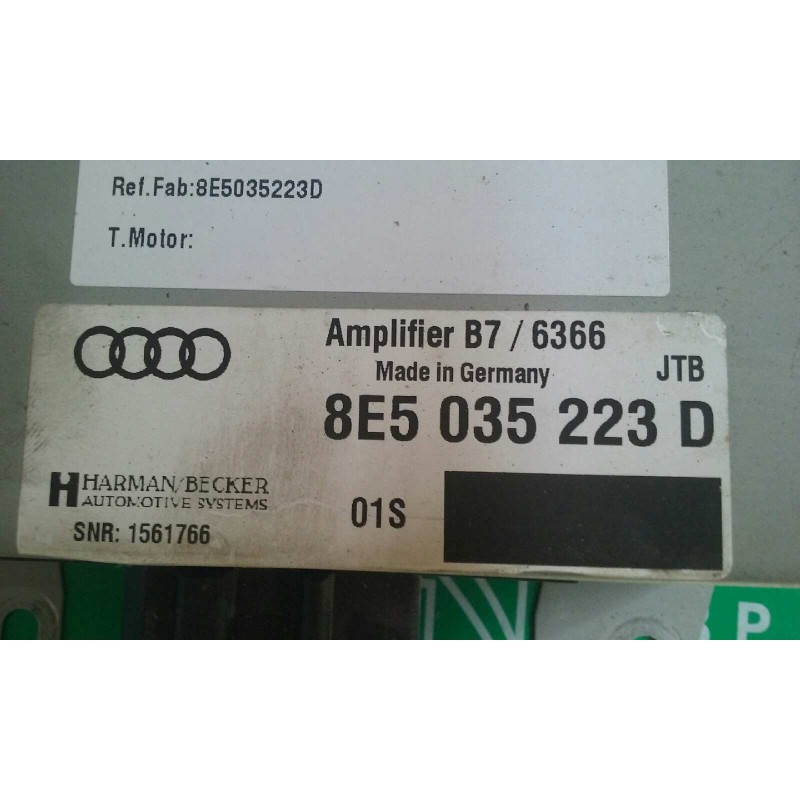 Ref.Fab:8E5035223D
T.Motor:
Amplifier B7 / 6366
Made in Germany
JTB
8E5 035 223 D
HARMAN/BECKER
AUTOMOTIVE SYSTEMS
01S
SNR: 1561766
P